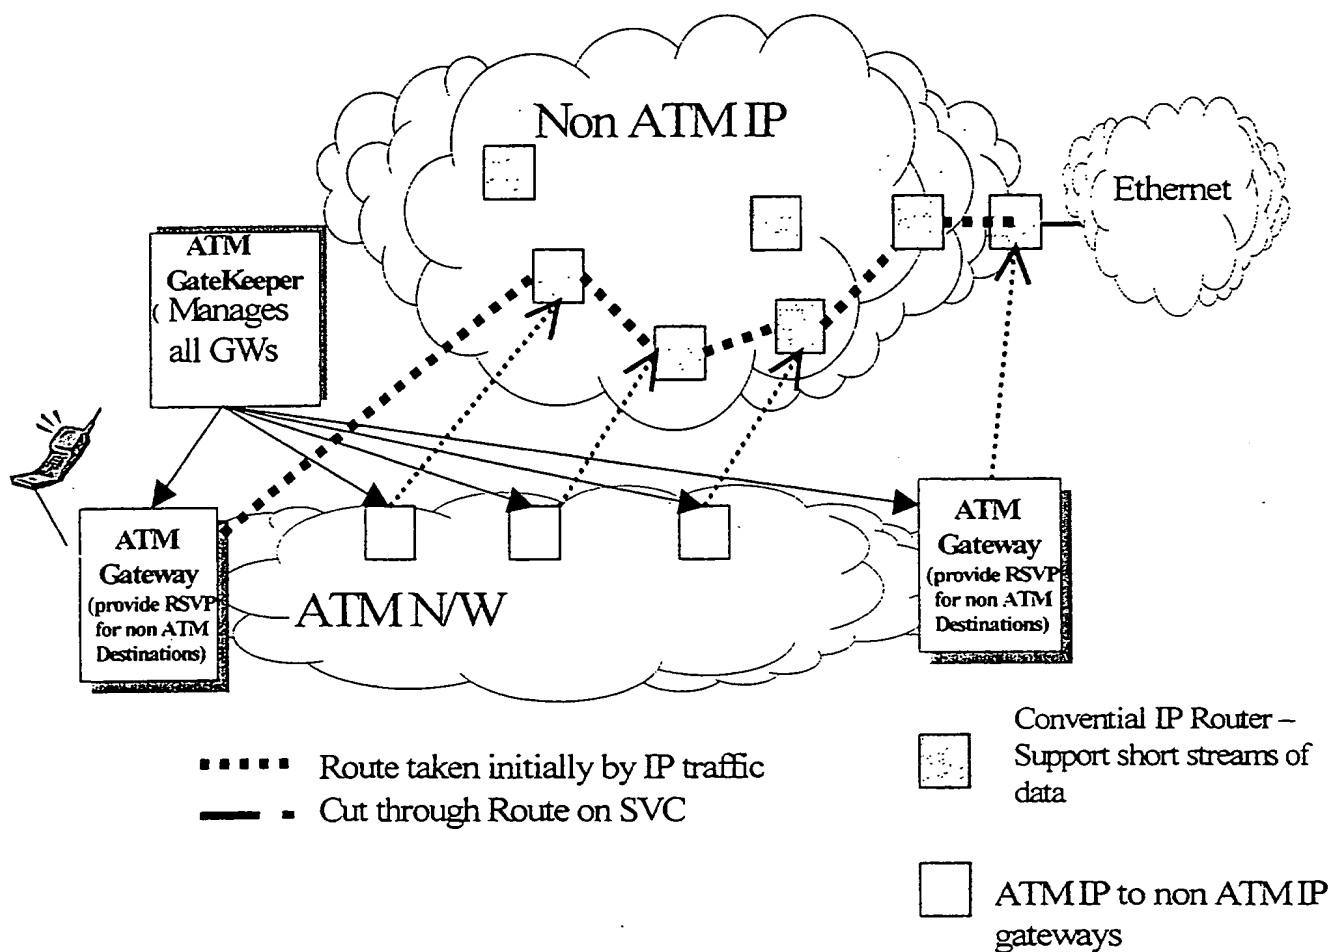 Non ATM IP
Ethernet
ATM
GateKeeper
( Manages
all GWs
ATM
Gateway
(provide RSVP
for non ATM
Destinations)
ATM N/W
ATM
Gateway
(provide RSVP
for non ATM
Destinations)
Route taken initially by IP traffic
Cut through Route on SVC
Convential IP Router –
Support short streams of
data
ATM IP to non ATM IP
gateways